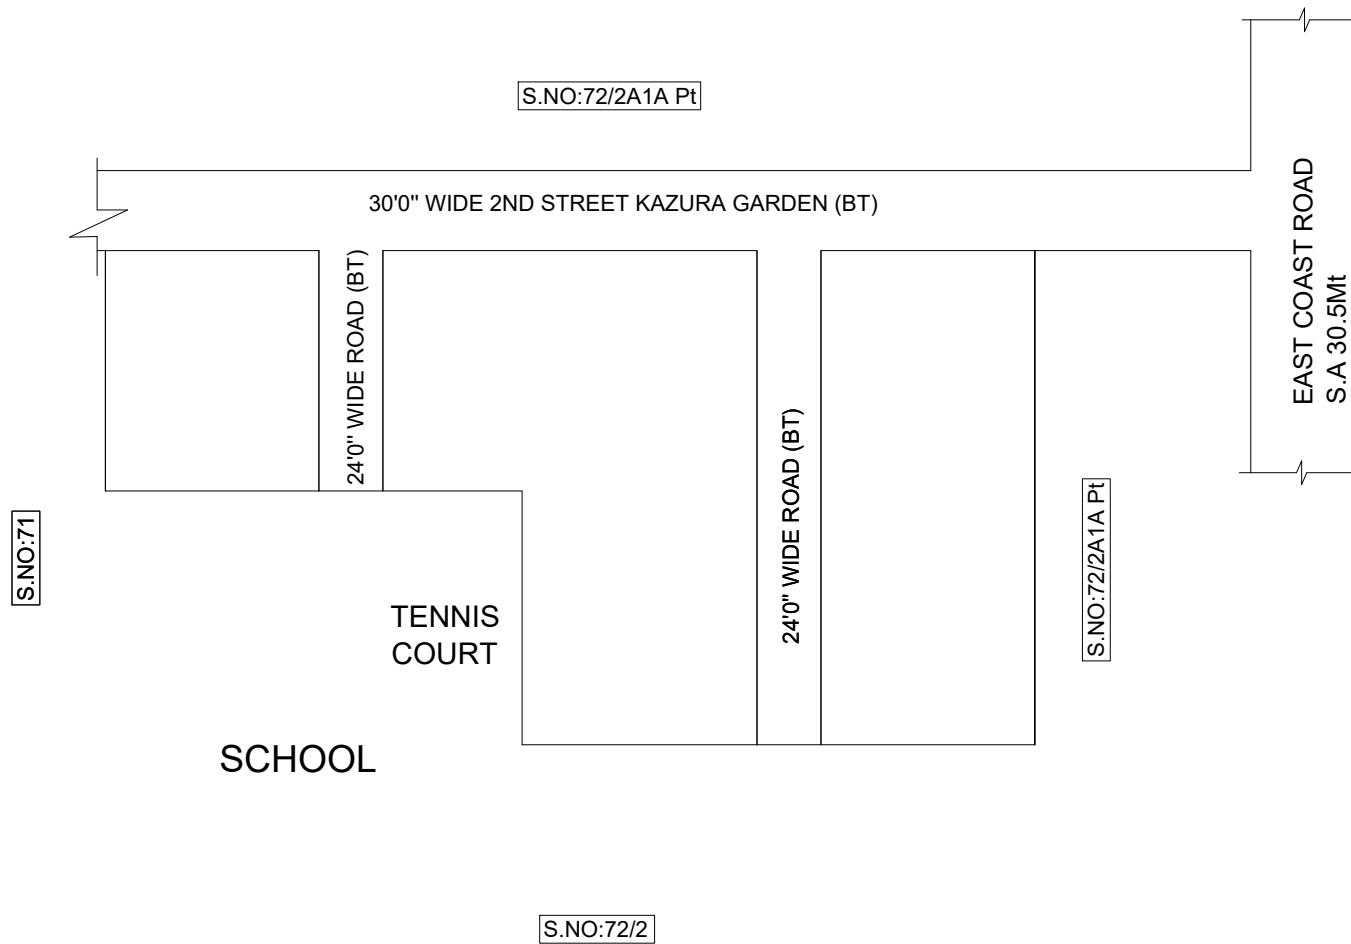 S.NO:72/2A1A Pt
30'0" WIDE 2ND STREET KAZURA GARDEN (BT)
EAST COAST ROAD
S.A 30.5Mt
24'0" WIDE ROAD (BT)
24'0" WIDE ROAD (BT)
S.NO:72/2A1A Pt
S.NO:71
TENNIS
COURT
SCHOOL
S.NO:72/2